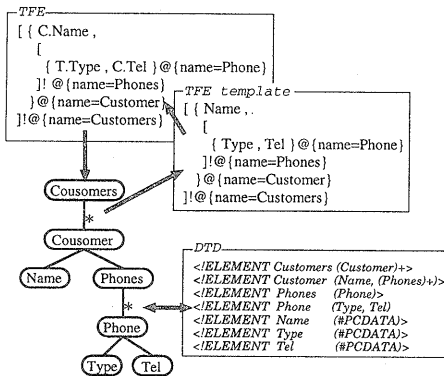 TFE
[ { C.Name ,
[
{ T.Type , C.Tel }@{name=Phone}
]! @{name=Phones}
}@{name=Customer}
]!@{name=Customers}
TFE template
[ { Name ,.
[
{ Type , Tel }@{name=Phone}
]!@{name=Phones}
}@{name=Customer}
]!@{name=Customers}
Cousomers
*
Cousomer
Name
Phones
*
Phone
Type
Tel
DTD
<!ELEMENT Customers (Customer)+>
<!ELEMENT Customer (Name, (Phones)+)>
<!ELEMENT Phones (Phone)>
<!ELEMENT Phone (Type, Tel)
<!ELEMENT Name (#PCDATA)>
<!ELEMENT Type (#PCDATA)>
<!ELEMENT Tel (#PCDATA)>